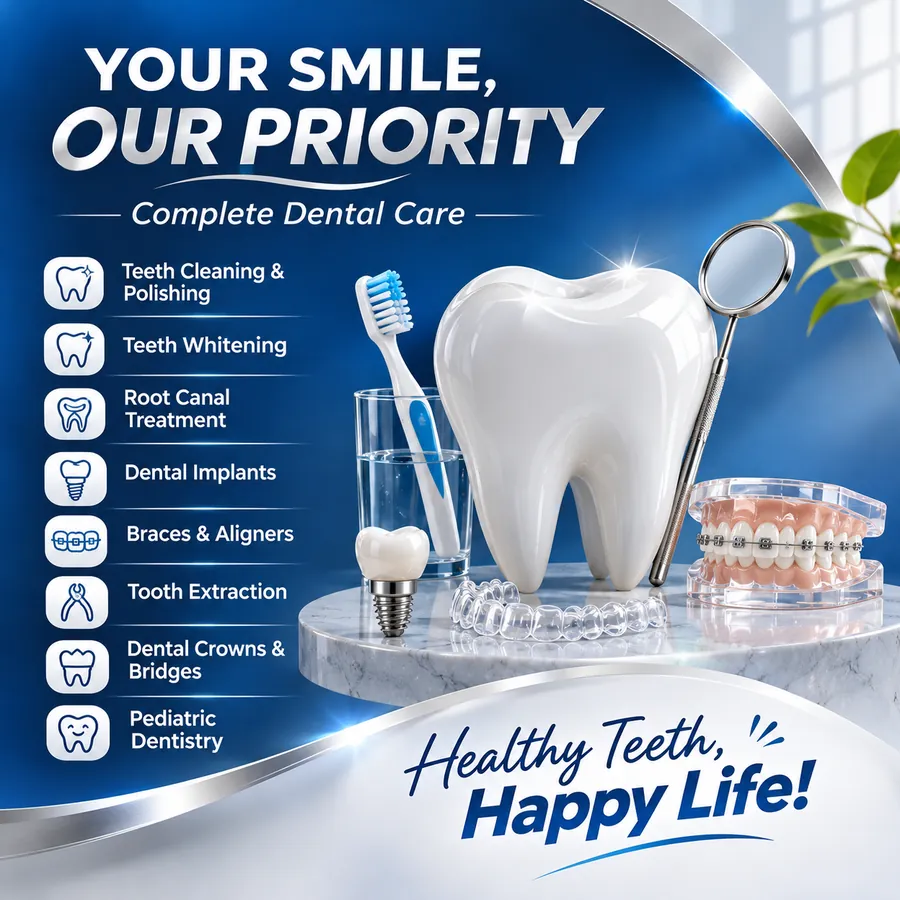 YOUR SMILE,
OUR PRIORITY
Complete Dental Care
Teeth Cleaning &
Polishing
Teeth Whitening
Root Canal
Treatment
Dental Implants
Braces & Aligners
Tooth Extraction
Dental Crowns &
Bridges
Pediatric
Dentistry
Healthy Teeth,
Happy Life!